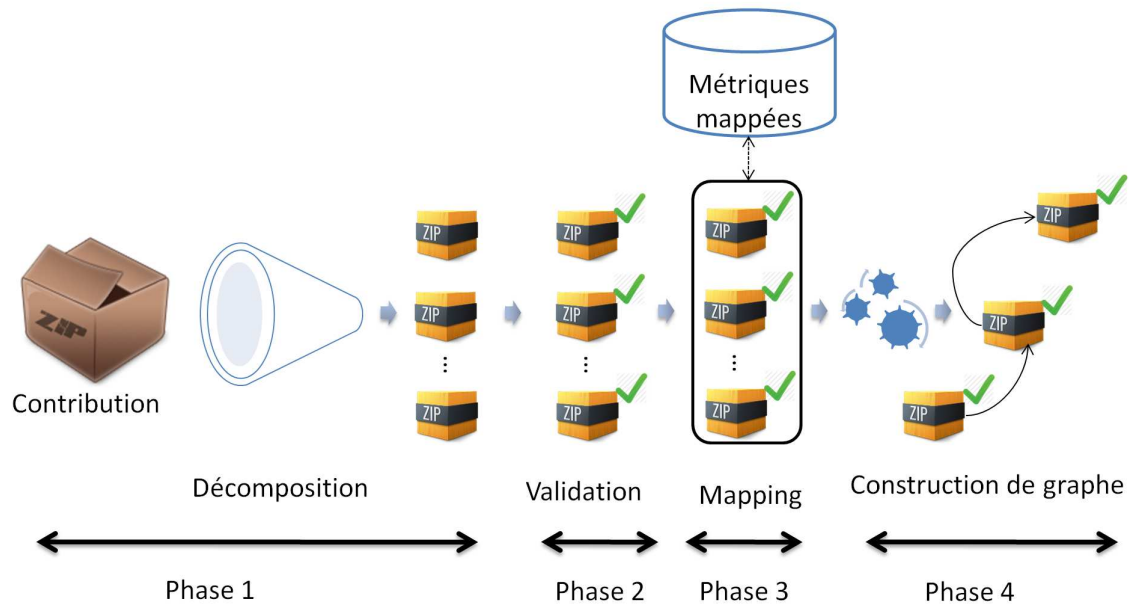 Métriques
mappées
ZIP
ZIP
ZIP
ZIP
ZIP
ZIP
ZIP
ZIP
ZIP
ZIP
ZIP
ZIP
ZIP
Contribution
Décomposition
Validation
Mapping
Construction de graphe
Phase 1
Phase 2
Phase 3
Phase 4